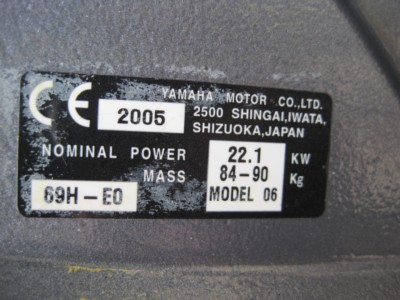 CE 2005 YAMAHA MOTOR CO.,LTD.
2500 SHINGAI,IWATA,
SHIZUOKA,JAPAN
NOMINAL POWER 22.1 KW
MASS 84-90 Kg
69H-E0 MODEL 06